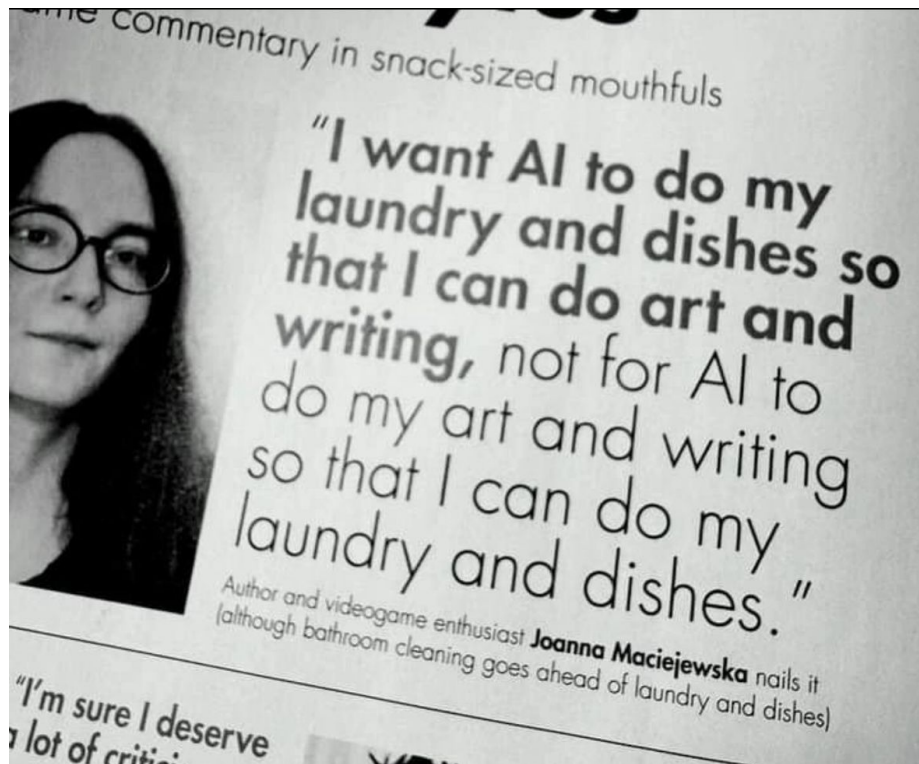 commentary in snack-sized mouthfuls
“I want AI to do my
laundry and dishes so
that I can do art and
writing, not for AI to
do my art and writing
so that I can do my
laundry and dishes.”
Author and videogame enthusiast Joanna Maciejewska nails it
(although bathroom cleaning goes ahead of laundry and dishes)
“I’m sure I deserve
a lot of